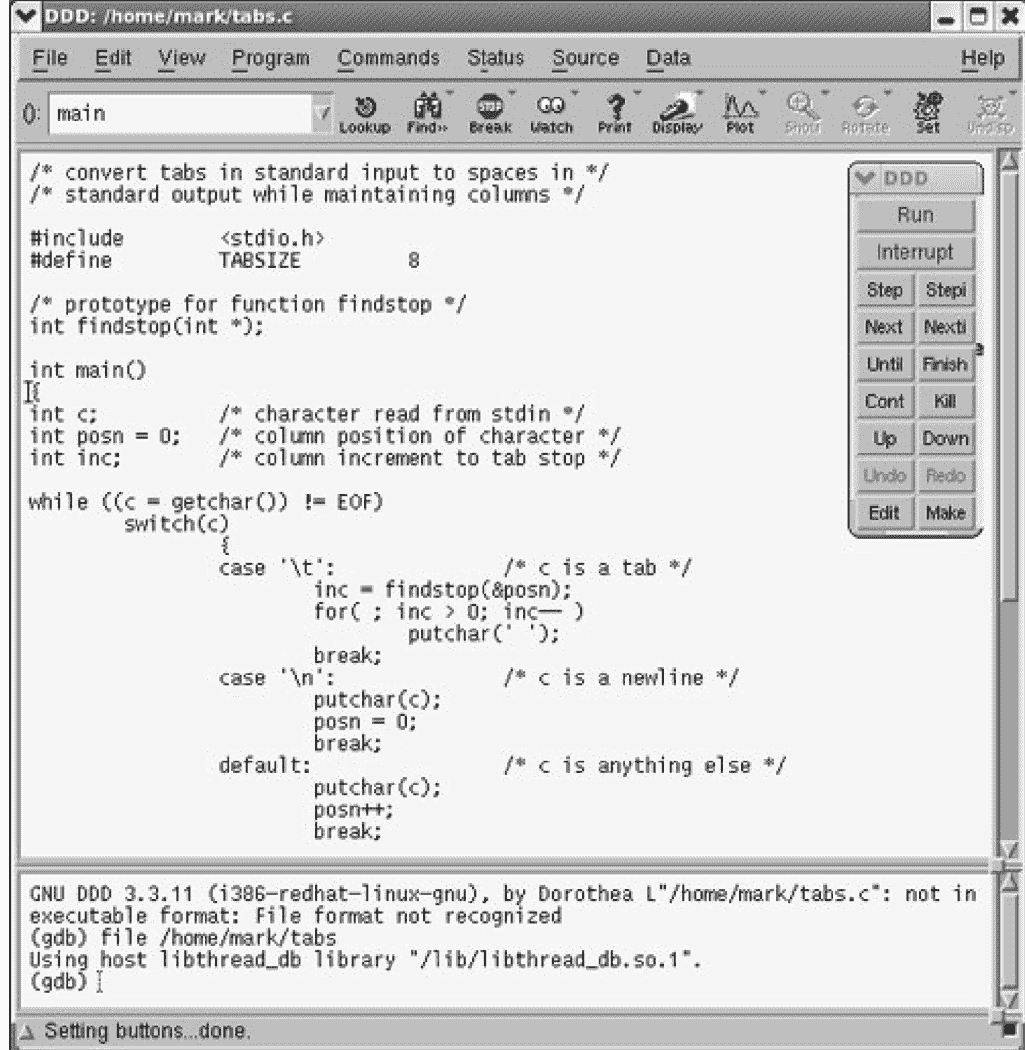 DDD: /home/mark/tabs.c
File Edit View Program Commands Status Source Data Help
(): main
Lookup Find» Break Watch Print Display Plot Rotate Set Undisp
/* convert tabs in standard input to spaces in */
/* standard output while maintaining columns */
#include <stdio.h>
#define TABSIZE 8
/* prototype for function findstop */
int findstop(int *);
int main()
{
int c; /* character read from stdin */
int posn = 0; /* column position of character */
int inc; /* column increment to tab stop */
while ((c = getchar()) != EOF)
switch(c)
{
case '\t': /* c is a tab */
inc = findstop(&posn);
for( ; inc > 0; inc-- )
putchar(' ');
break;
case '\n': /* c is a newline */
putchar(c);
posn = 0;
break;
default: /* c is anything else */
putchar(c);
posn++;
break;
DDD
Run
Interrupt
Step Stepi
Next Nexti
Until Finish
Cont Kill
Up Down
Undo Redo
Edit Make
GNU DDD 3.3.11 (i386-redhat-linux-gnu), by Dorothea L"/home/mark/tabs.c": not in
executable format: File format not recognized
(gdb) file /home/mark/tabs
Using host libthread_db library "/lib/libthread_db.so.1".
(gdb)
Setting buttons...done.